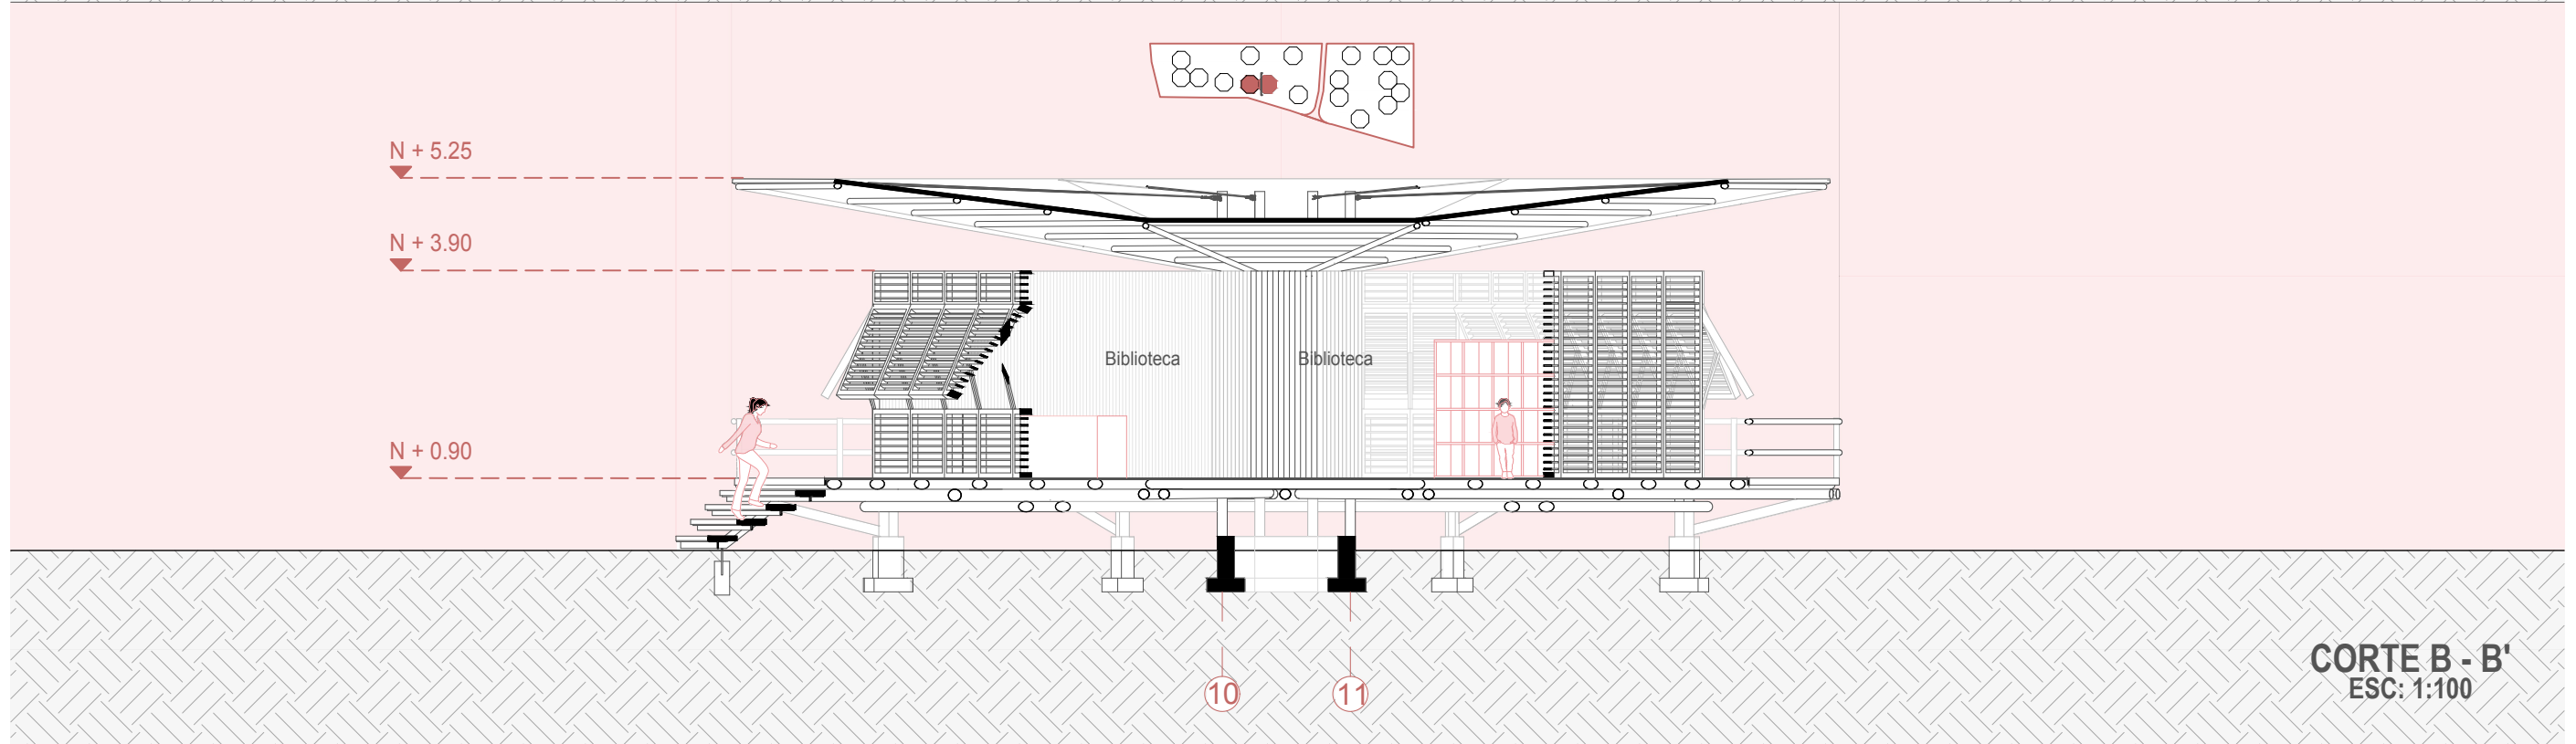 N + 5.25
N + 3.90
Biblioteca
Biblioteca
N + 0.90
10
11
CORTE B - B'
ESC: 1:100